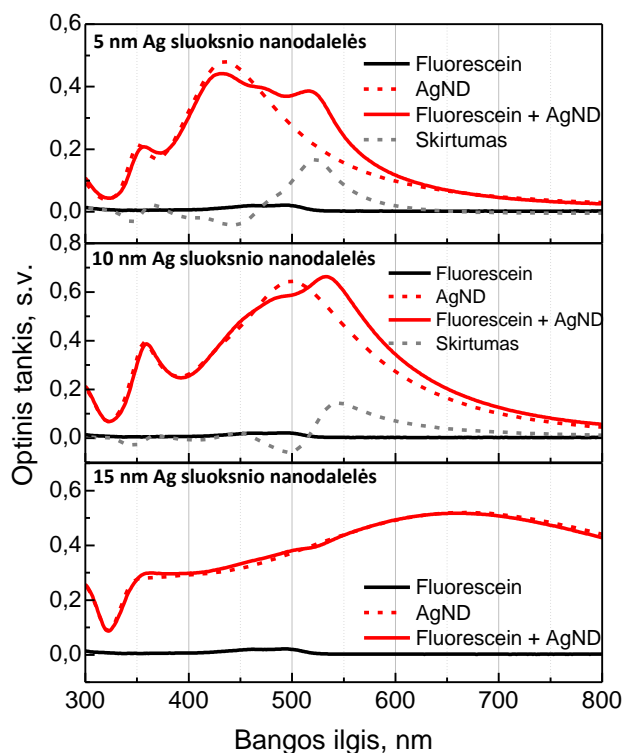 0,6
5 nm Ag sluoksnio nanodalelės
Fluorescein
AgND
Fluorescein + AgND
Skirtumas
0,4
0,2
0,0
0,8
10 nm Ag sluoksnio nanodalelės
Fluorescein
AgND
Fluorescein + AgND
Skirtumas
0,6
0,4
0,2
0,0
15 nm Ag sluoksnio nanodalelės
0,6
0,4
0,2
0,0
Fluorescein
AgND
Fluorescein + AgND
300 400 500 600 700 800
Bangos ilgis, nm
Optinis tankis, s.v.